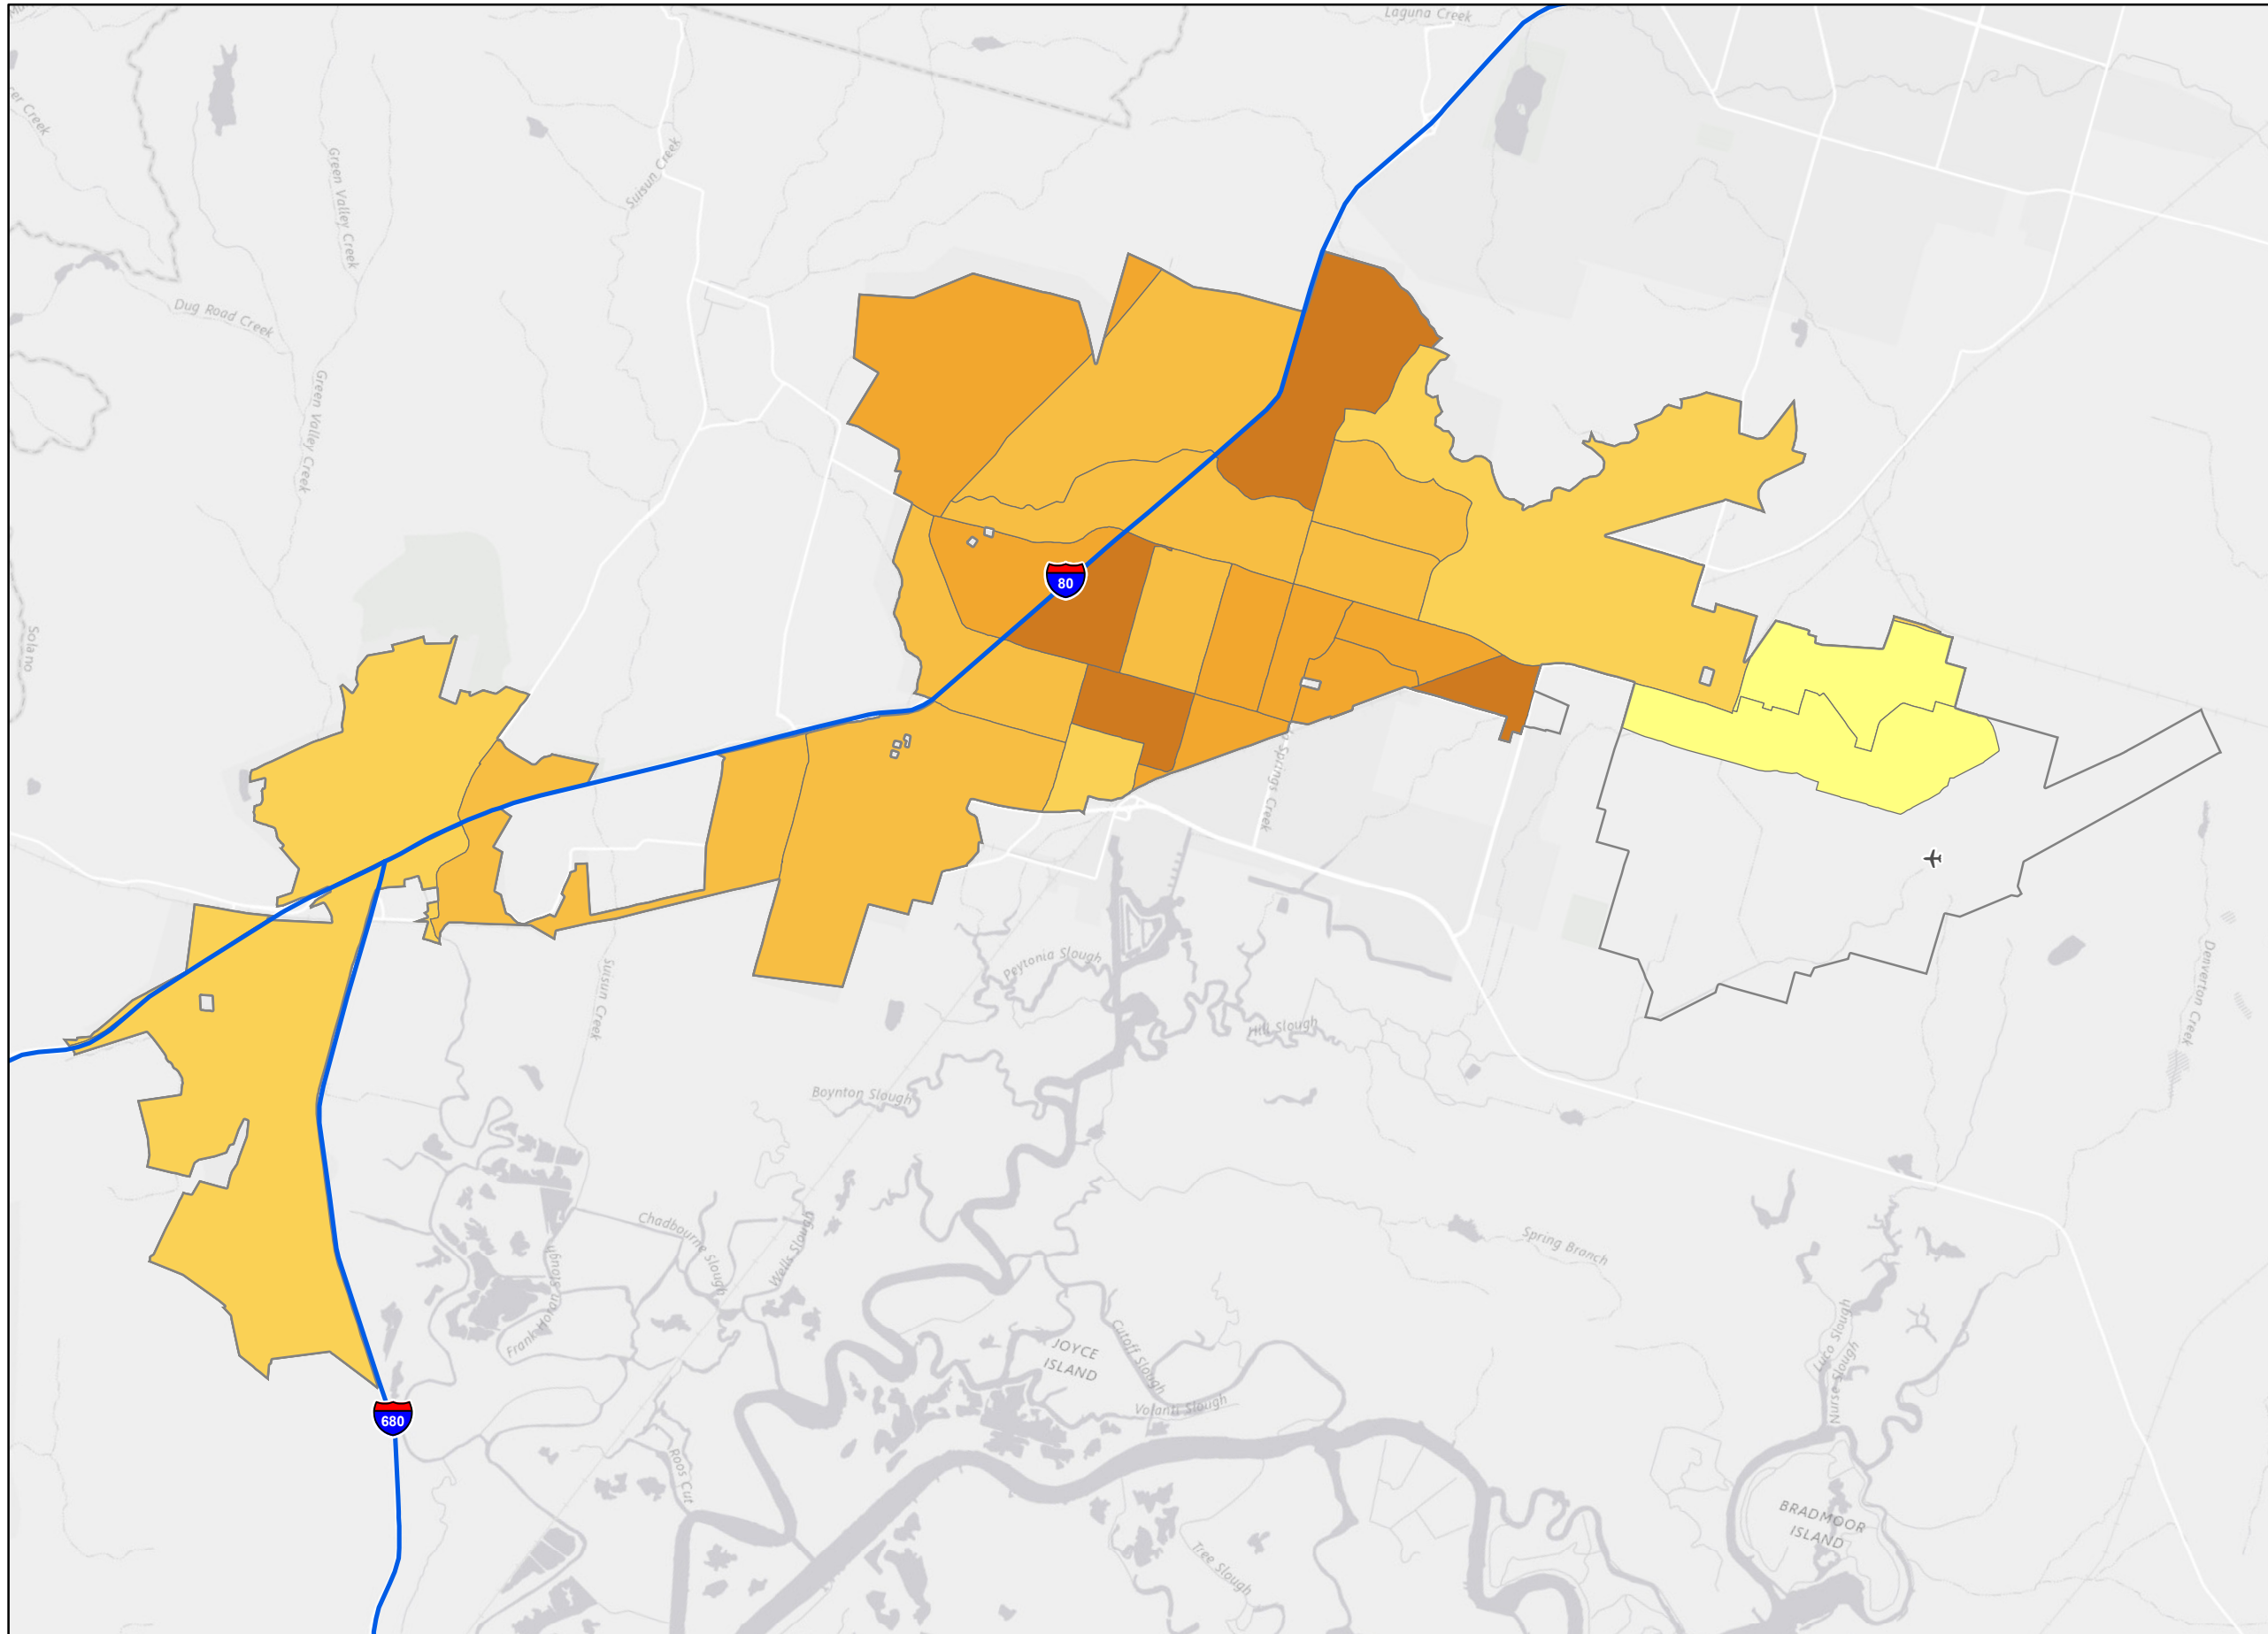 Laguna Creek
Green Valley Creek
Suisun Creek
Dug Road Creek
Green Valley Creek
80
Solano
Springs Creek
Peytonia Slough
Suisun Creek
Hill Slough
Denverton Creek
Boynton Slough
Chadbourne Slough
Wells Slough
Spring Branch
Frank Horan Slough
JOYCE
ISLAND
Cutoff Slough
Luco Slough
Nurse Slough
Volanti Slough
680
Roos Cut
BRADMOOR
ISLAND
Tree Slough